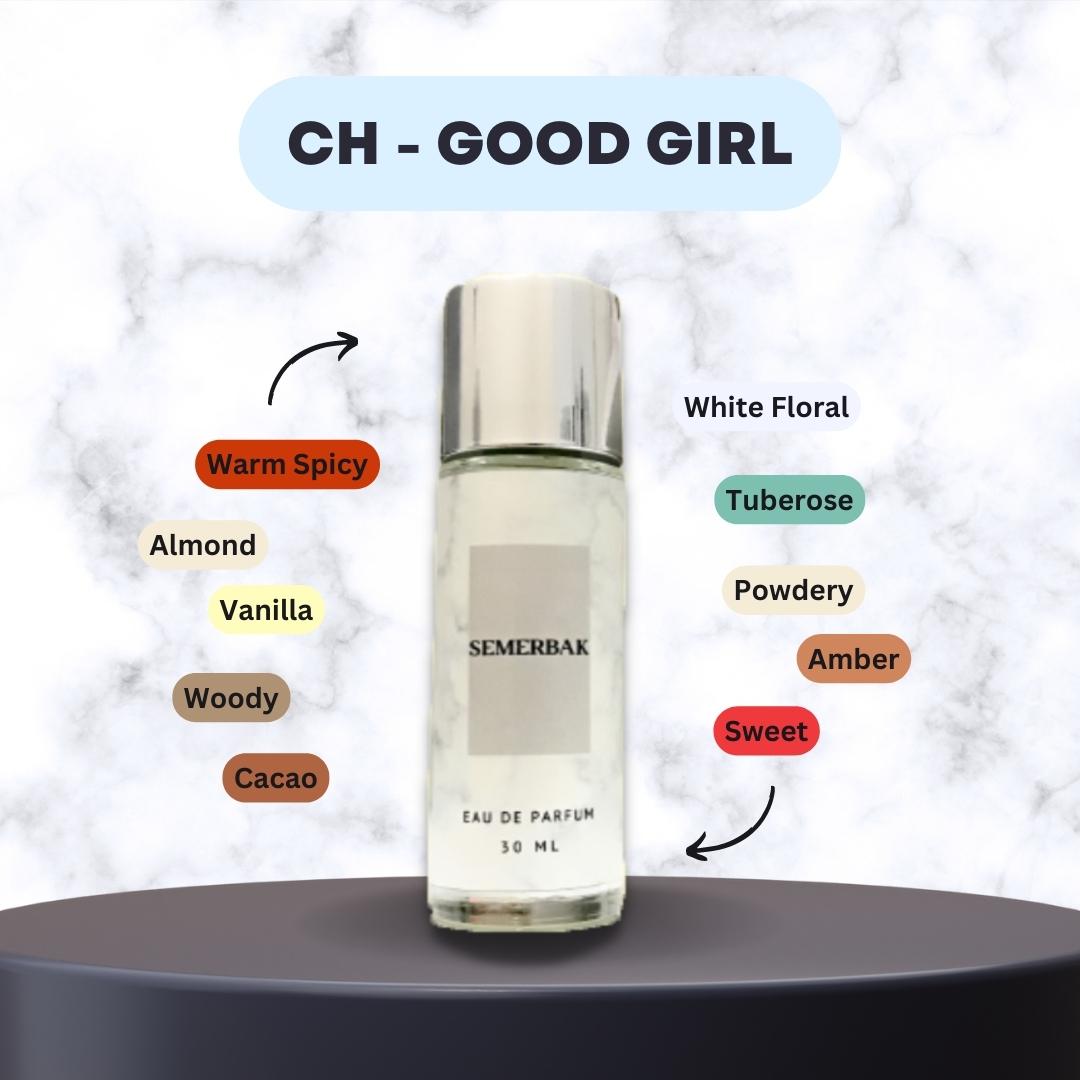 CH - GOOD GIRL
Warm Spicy
Almond
Vanilla
Woody
Cacao
White Floral
Tuberose
Powdery
Amber
Sweet
SEMERBAK
EAU DE PARFUM
30 ML